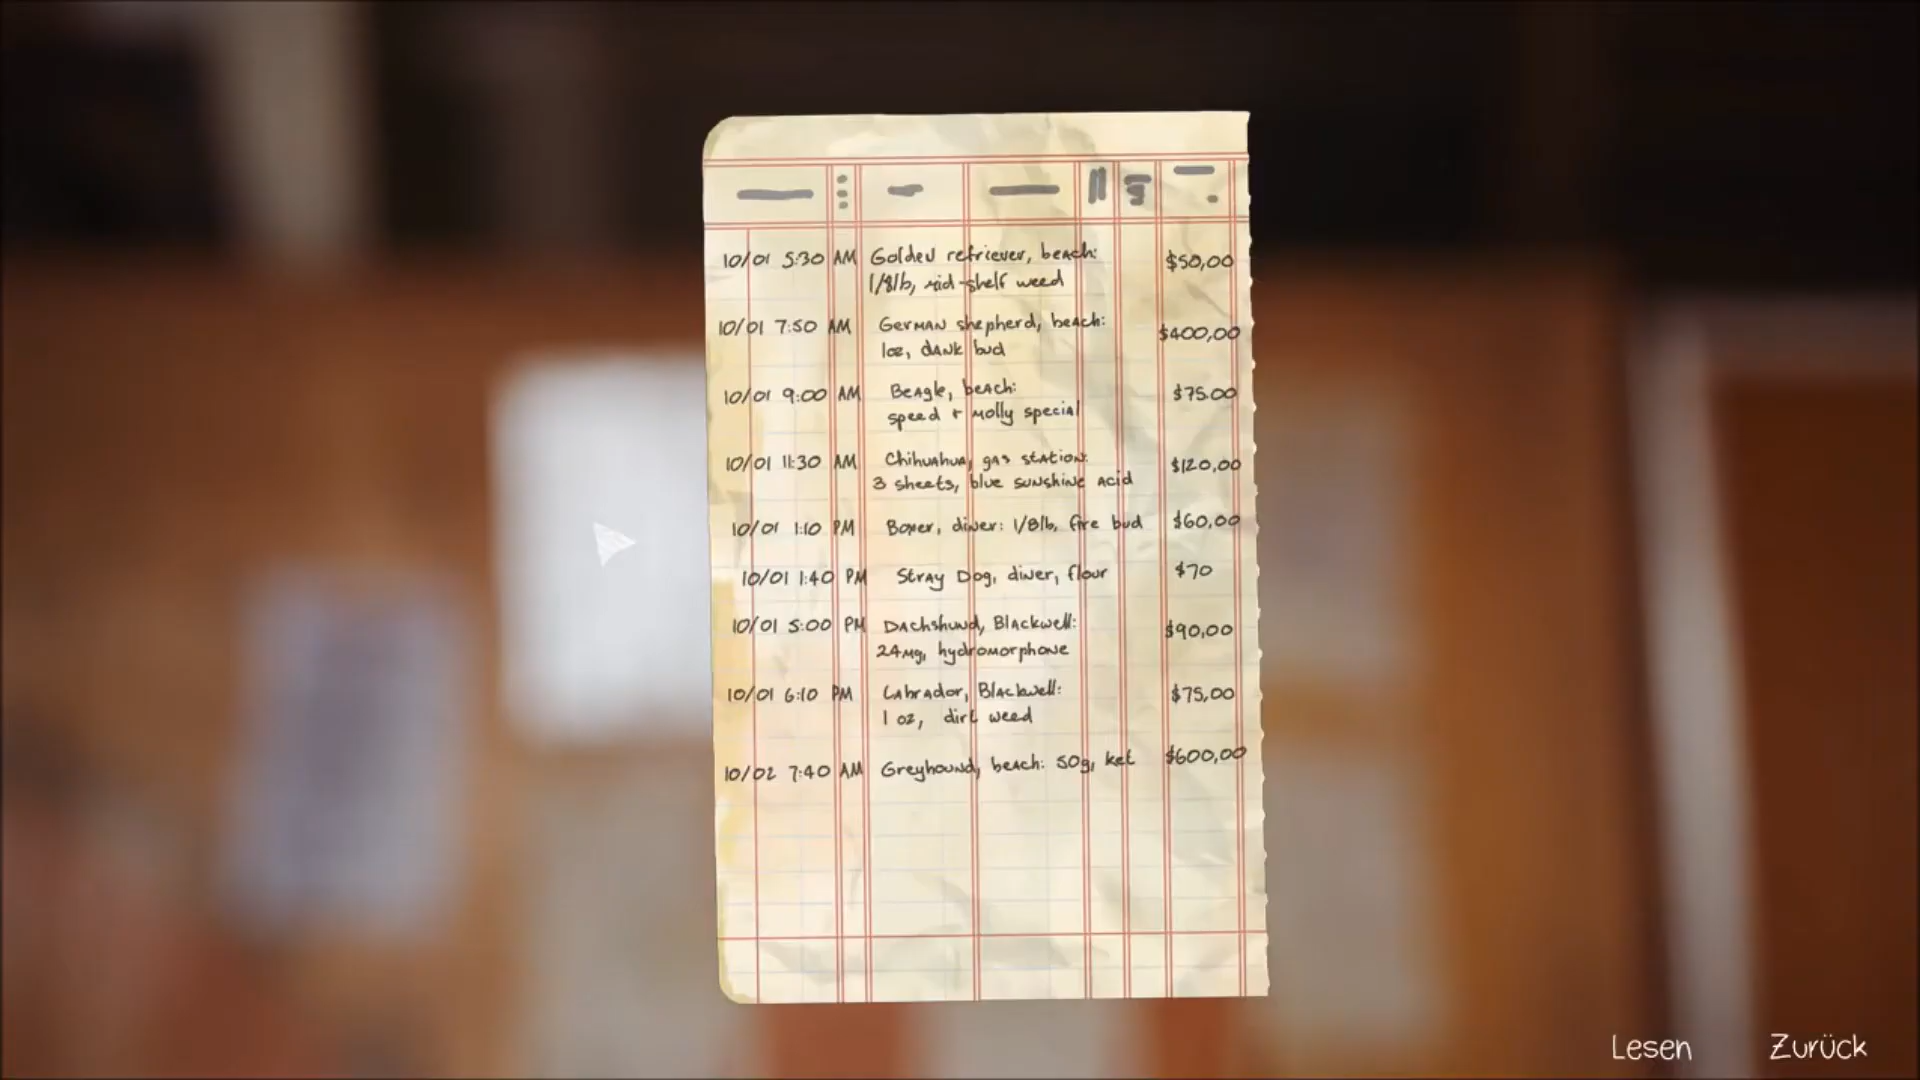 10/01 5:30 AM Golden retriever, beach: $50,00
1/8lb, mid-shelf weed
10/01 7:50 AM German shepherd, beach: $400,00
1oz, dank bud
10/01 9:00 AM Beagle, beach: $75.00
speed + Molly special
10/01 11:30 AM Chihuahua, gas station: $120,00
3 sheets, blue sunshine acid
10/01 1:10 PM Boxer, diner: 1/8lb, fire bud $60,00
10/01 1:40 PM Stray Dog, diner, flour $70
10/01 5:00 PM Dachshund, Blackwell: $90,00
24mg, hydromorphone
10/01 6:10 PM Labrador, Blackwell: $75,00
1 oz, dirt weed
10/02 7:40 AM Greyhound, beach: 50g, ket $600,00
Lesen Zurück